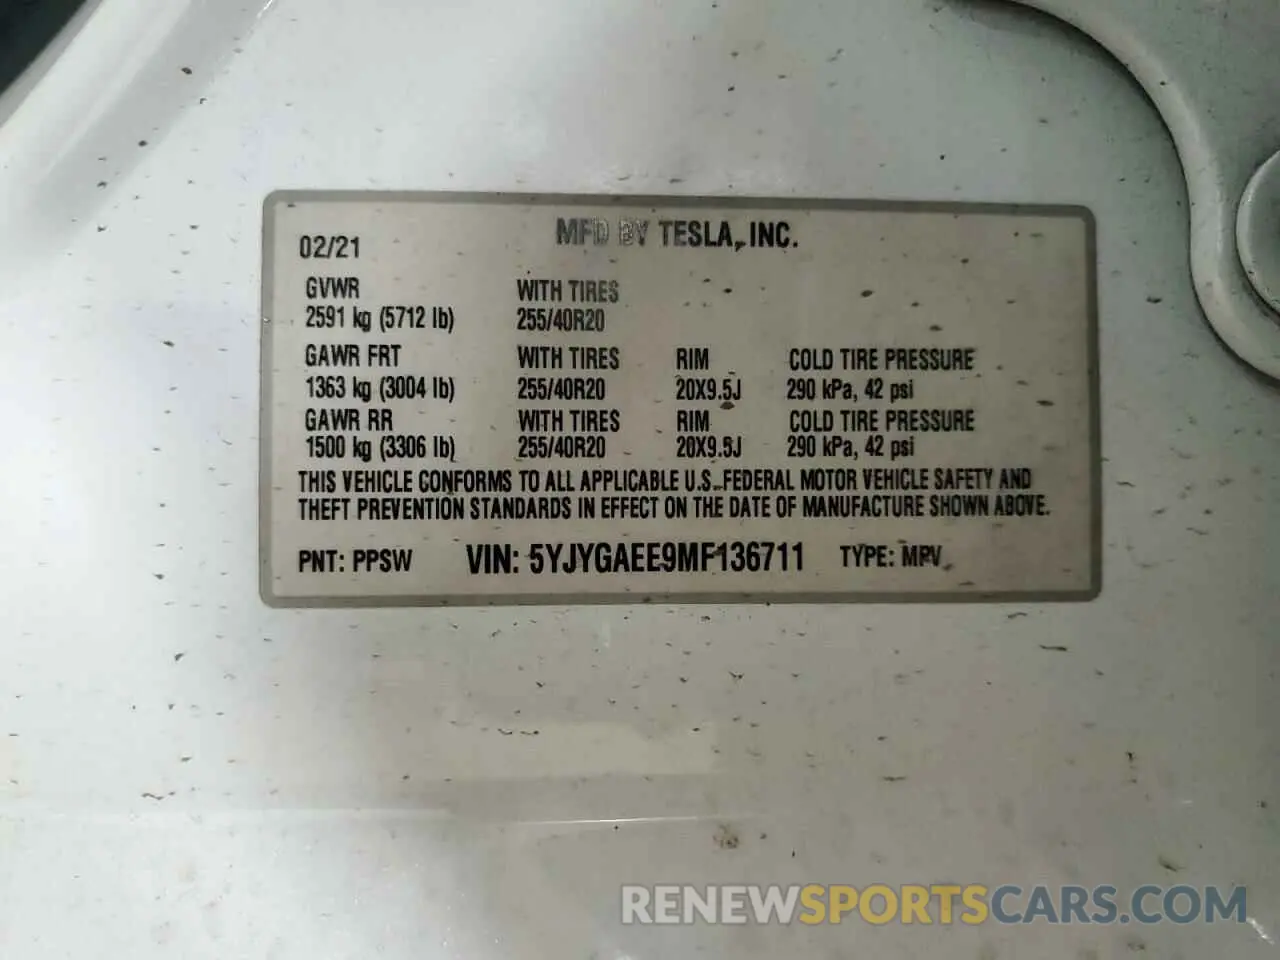 MFD BY TESLA, INC.
02/21
GVWR WITH TIRES
2591 kg (5712 lb) 255/40R20
GAWR FRT WITH TIRES RIM COLD TIRE PRESSURE
1363 kg (3004 lb) 255/40R20 20X9.5J 290 kPa, 42 psi
GAWR RR WITH TIRES RIM COLD TIRE PRESSURE
1500 kg (3306 lb) 255/40R20 20X9.5J 290 kPa, 42 psi
THIS VEHICLE CONFORMS TO ALL APPLICABLE U.S. FEDERAL MOTOR VEHICLE SAFETY AND
THEFT PREVENTION STANDARDS IN EFFECT ON THE DATE OF MANUFACTURE SHOWN ABOVE.
PNT: PPSW VIN: 5YJYGAEE9MF136711 TYPE: MPV
RENEWSPORTSCARS.COM